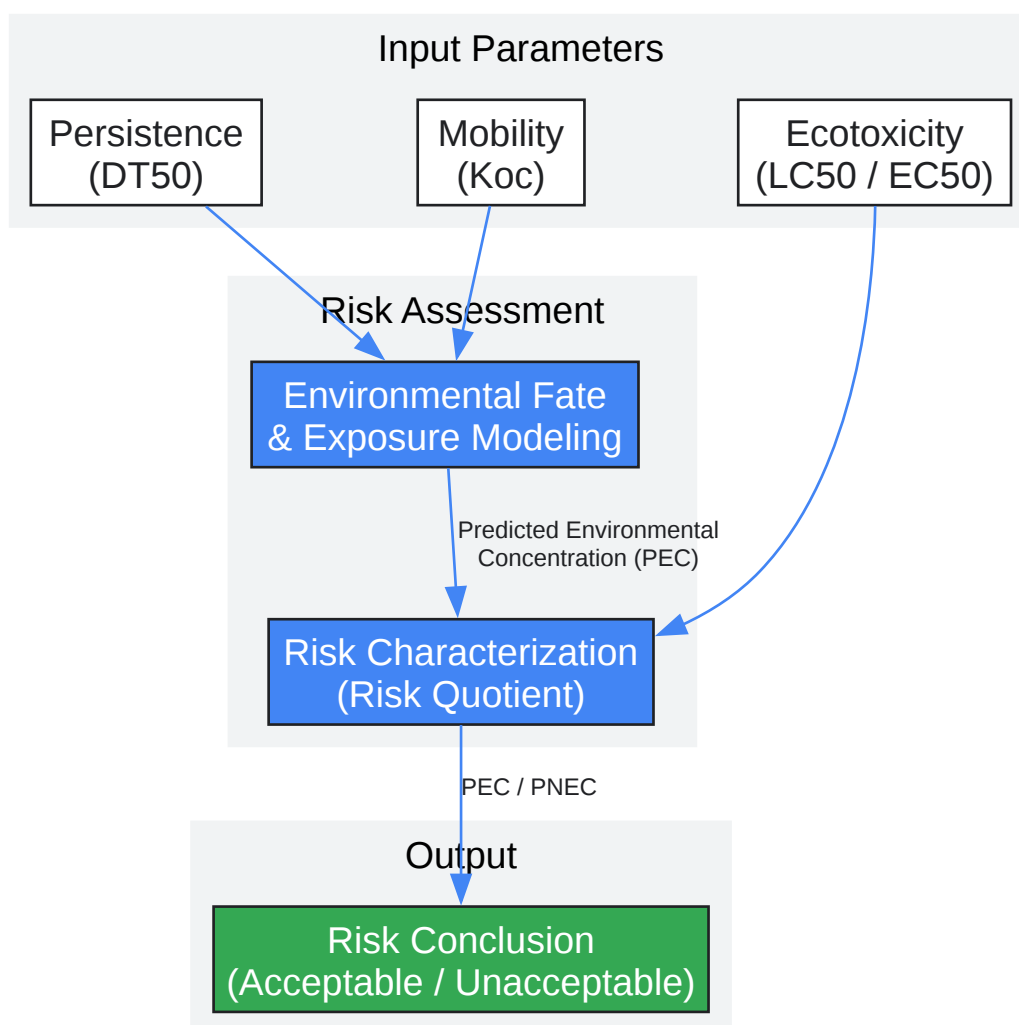 Input Parameters
Persistence
(DT50)
Mobility
(Koc)
Ecotoxicity
(LC50 / EC50)
Risk Assessment
Environmental Fate
& Exposure Modeling
Predicted Environmental
Concentration (PEC)
Risk Characterization
(Risk Quotient)
PEC / PNEC
Output
Risk Conclusion
(Acceptable / Unacceptable)